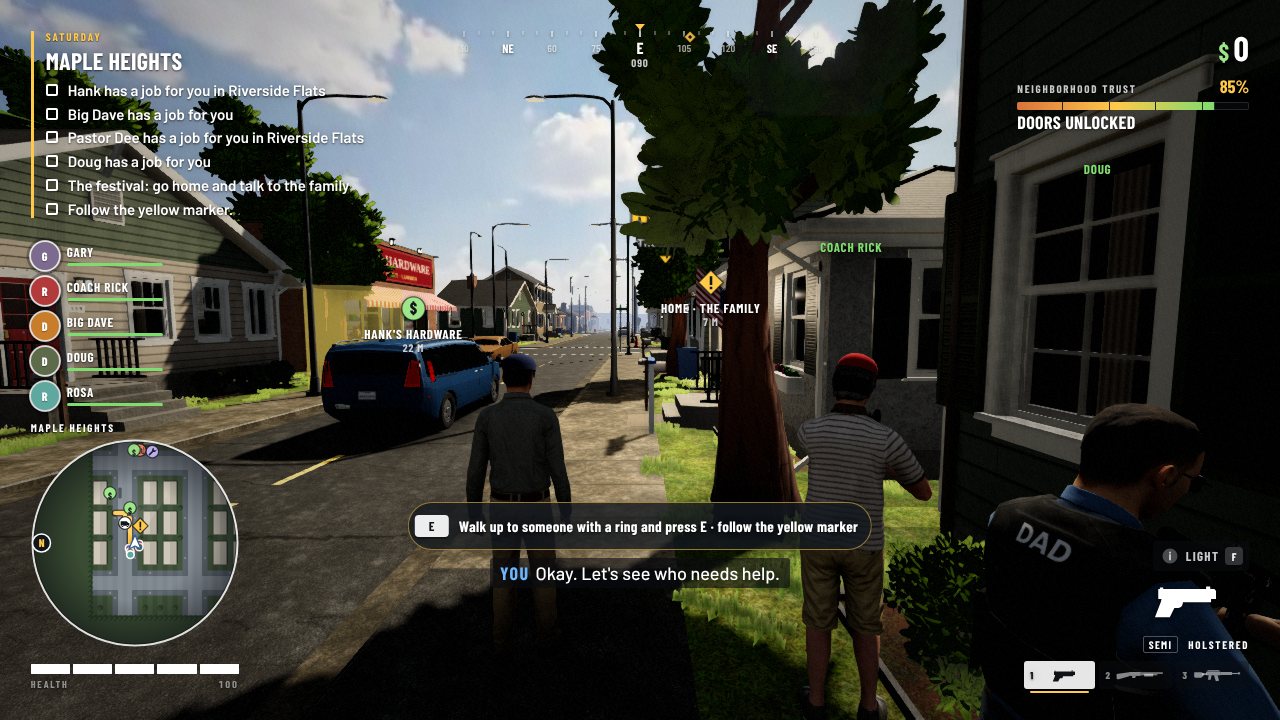 SATURDAY
MAPLE HEIGHTS
Hank has a job for you in Riverside Flats
Big Dave has a job for you
Pastor Dee has a job for you in Riverside Flats
Doug has a job for you
The festival: go home and talk to the family
Follow the yellow marker.
NE 60 75 E 105 120 SE
090
$ 0
NEIGHBORHOOD TRUST 85%
DOORS UNLOCKED
DOUG
COACH RICK
G GARY
R COACH RICK
D BIG DAVE
D DOUG
R ROSA
HARDWARE
$
HANK'S HARDWARE
22 M
!
HOME · THE FAMILY
7 M
MAPLE HEIGHTS
N
E Walk up to someone with a ring and press E · follow the yellow marker
YOU Okay. Let's see who needs help.
DAD
i LIGHT F
SEMI HOLSTERED
1 2 3
HEALTH 100